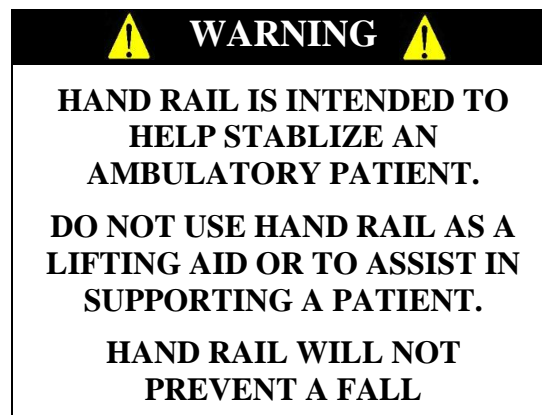 WARNING
HAND RAIL IS INTENDED TO
HELP STABLIZE AN
AMBULATORY PATIENT.
DO NOT USE HAND RAIL AS A
LIFTING AID OR TO ASSIST IN
SUPPORTING A PATIENT.
HAND RAIL WILL NOT
PREVENT A FALL